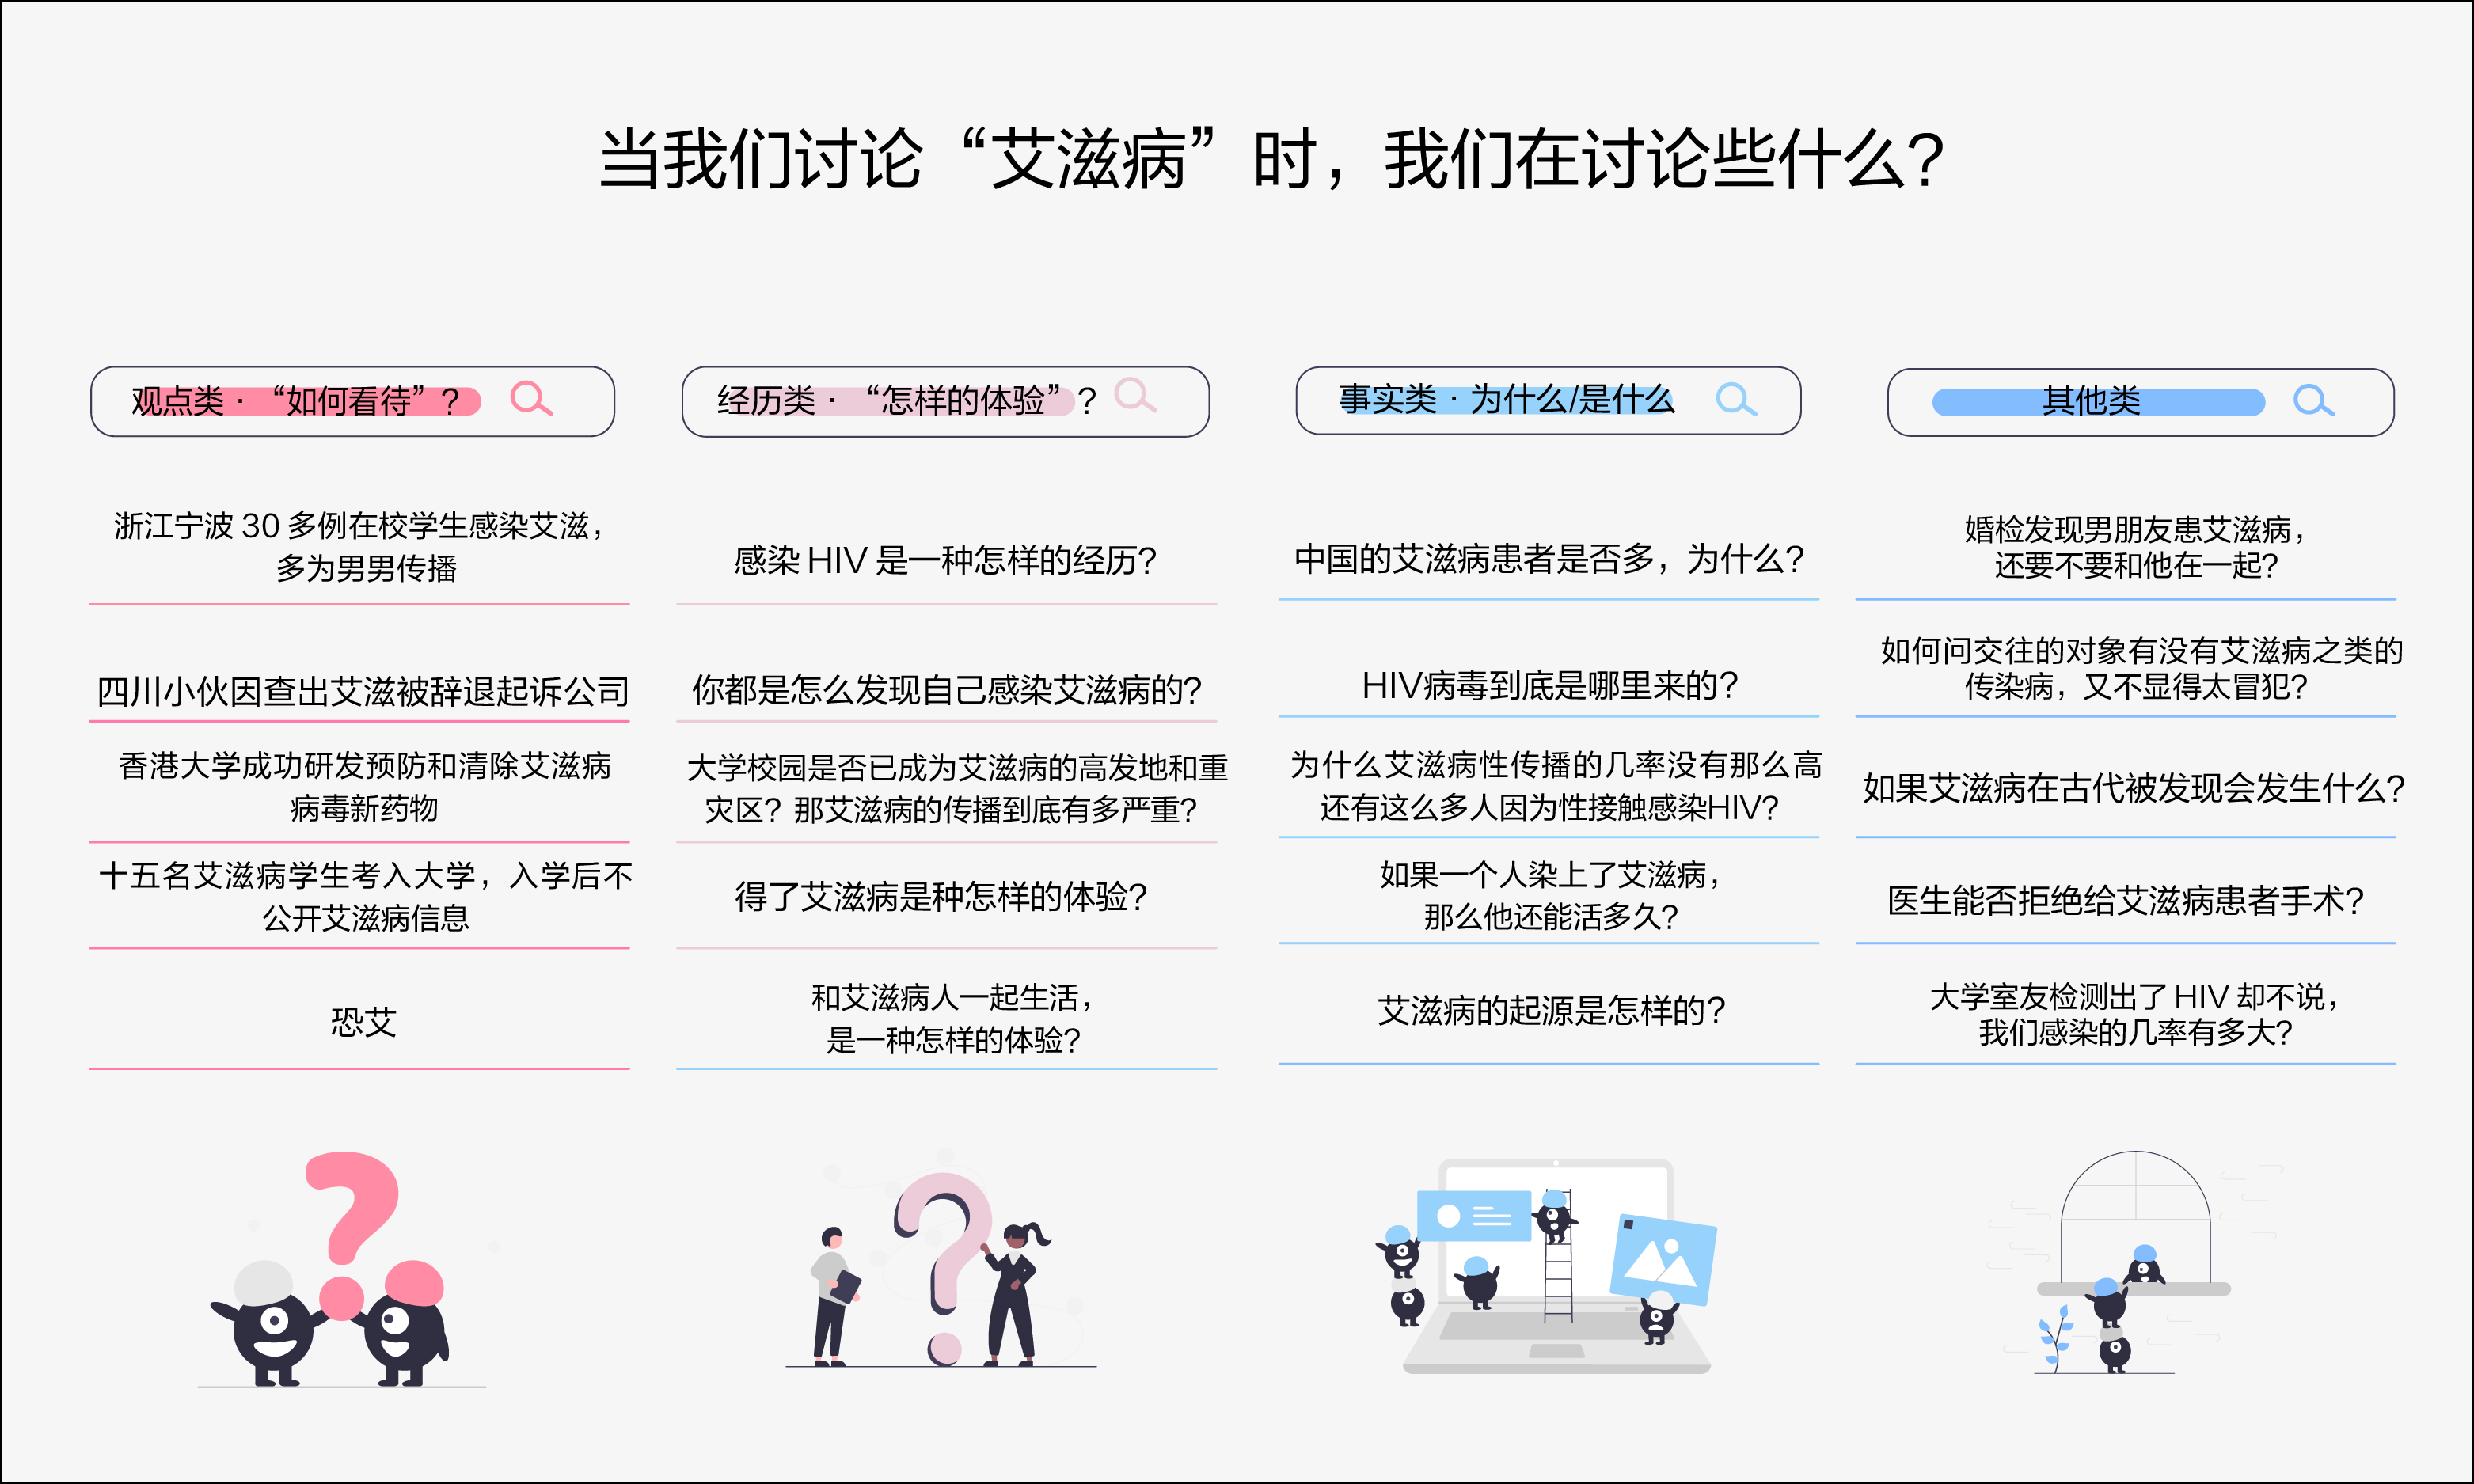 当我们讨论“艾滋病”时，我们在讨论些什么?
观点类 · “如何看待”？
浙江宁波 30 多例在校学生感染艾滋，
多为男男传播
四川小伙因查出艾滋被辞退起诉公司
香港大学成功研发预防和清除艾滋病
病毒新药物
十五名艾滋病学生考入大学，入学后不
公开艾滋病信息
恐艾
经历类 · “怎样的体验”?
感染 HIV 是一种怎样的经历?
你都是怎么发现自己感染艾滋病的?
大学校园是否已成为艾滋病的高发地和重
灾区？那艾滋病的传播到底有多严重?
得了艾滋病是种怎样的体验?
和艾滋病人一起生活，
是一种怎样的体验?
事实类 · 为什么/是什么
中国的艾滋病患者是否多，为什么?
HIV病毒到底是哪里来的?
为什么艾滋病性传播的几率没有那么高
还有这么多人因为性接触感染HIV?
如果一个人染上了艾滋病，
那么他还能活多久?
艾滋病的起源是怎样的?
其他类
婚检发现男朋友患艾滋病，
还要不要和他在一起?
如何问交往的对象有没有艾滋病之类的
传染病，又不显得太冒犯?
如果艾滋病在古代被发现会发生什么?
医生能否拒绝给艾滋病患者手术?
大学室友检测出了 HIV 却不说，
我们感染的几率有多大?